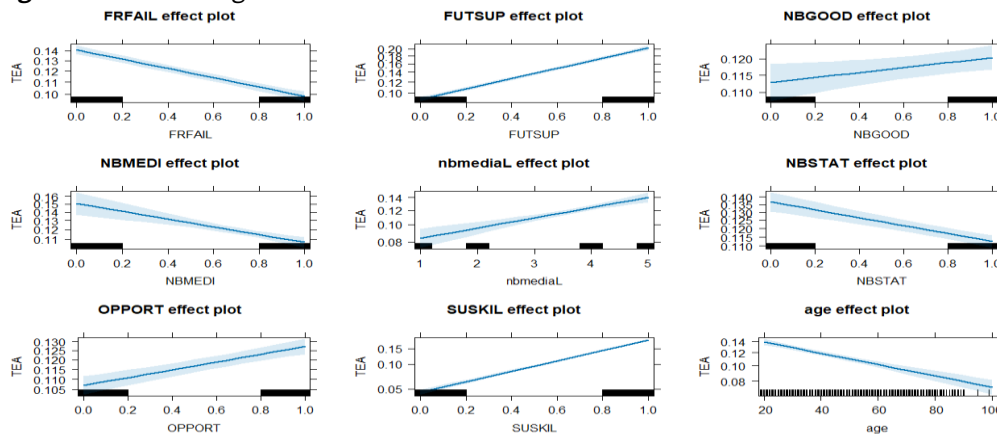 FRFAIL effect plot
TEA
0.14
0.13
0.12
0.11
0.10
0.0 0.2 0.4 0.6 0.8 1.0
FRFAIL
FUTSUP effect plot
TEA
0.20
0.18
0.16
0.14
0.12
0.10
0.0 0.2 0.4 0.6 0.8 1.0
FUTSUP
NBGOOD effect plot
TEA
0.120
0.115
0.110
0.0 0.2 0.4 0.6 0.8 1.0
NBGOOD
NBMEDI effect plot
TEA
0.16
0.15
0.14
0.13
0.12
0.11
0.0 0.2 0.4 0.6 0.8 1.0
NBMEDI
nbmediaL effect plot
TEA
0.14
0.12
0.10
0.08
1 2 3 4 5
nbmediaL
NBSTAT effect plot
TEA
0.140
0.135
0.130
0.125
0.120
0.115
0.110
0.0 0.2 0.4 0.6 0.8 1.0
NBSTAT
OPPORT effect plot
TEA
0.130
0.125
0.120
0.115
0.110
0.105
0.0 0.2 0.4 0.6 0.8 1.0
OPPORT
SUSKIL effect plot
TEA
0.15
0.10
0.05
0.0 0.2 0.4 0.6 0.8 1.0
SUSKIL
age effect plot
TEA
0.14
0.12
0.10
0.08
20 40 60 80 100
age